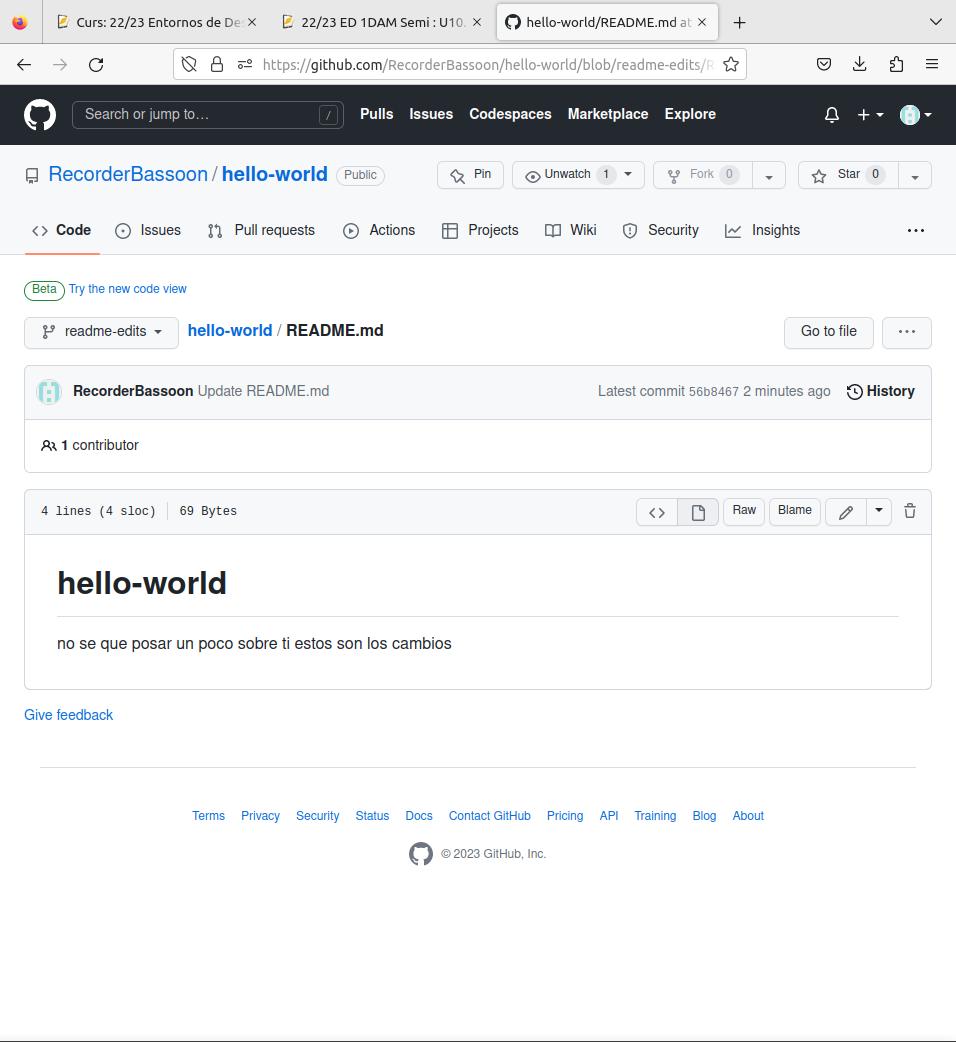 Curs: 22/23 Entornos de De
22/23 ED 1DAM Semi : U10.
hello-world/README.md at
https://github.com/RecorderBassoon/hello-world/blob/readme-edits/R
Search or jump to… /
Pulls Issues Codespaces Marketplace Explore
RecorderBassoon / hello-world Public
Pin Unwatch 1 Fork 0 Star 0
Code Issues Pull requests Actions Projects Wiki Security Insights
Beta Try the new code view
readme-edits hello-world / README.md Go to file
RecorderBassoon Update README.md Latest commit 56b8467 2 minutes ago History
1 contributor
4 lines (4 sloc) 69 Bytes Raw Blame
hello-world
no se que posar un poco sobre ti estos son los cambios
Give feedback
Terms Privacy Security Status Docs Contact GitHub Pricing API Training Blog About
© 2023 GitHub, Inc.